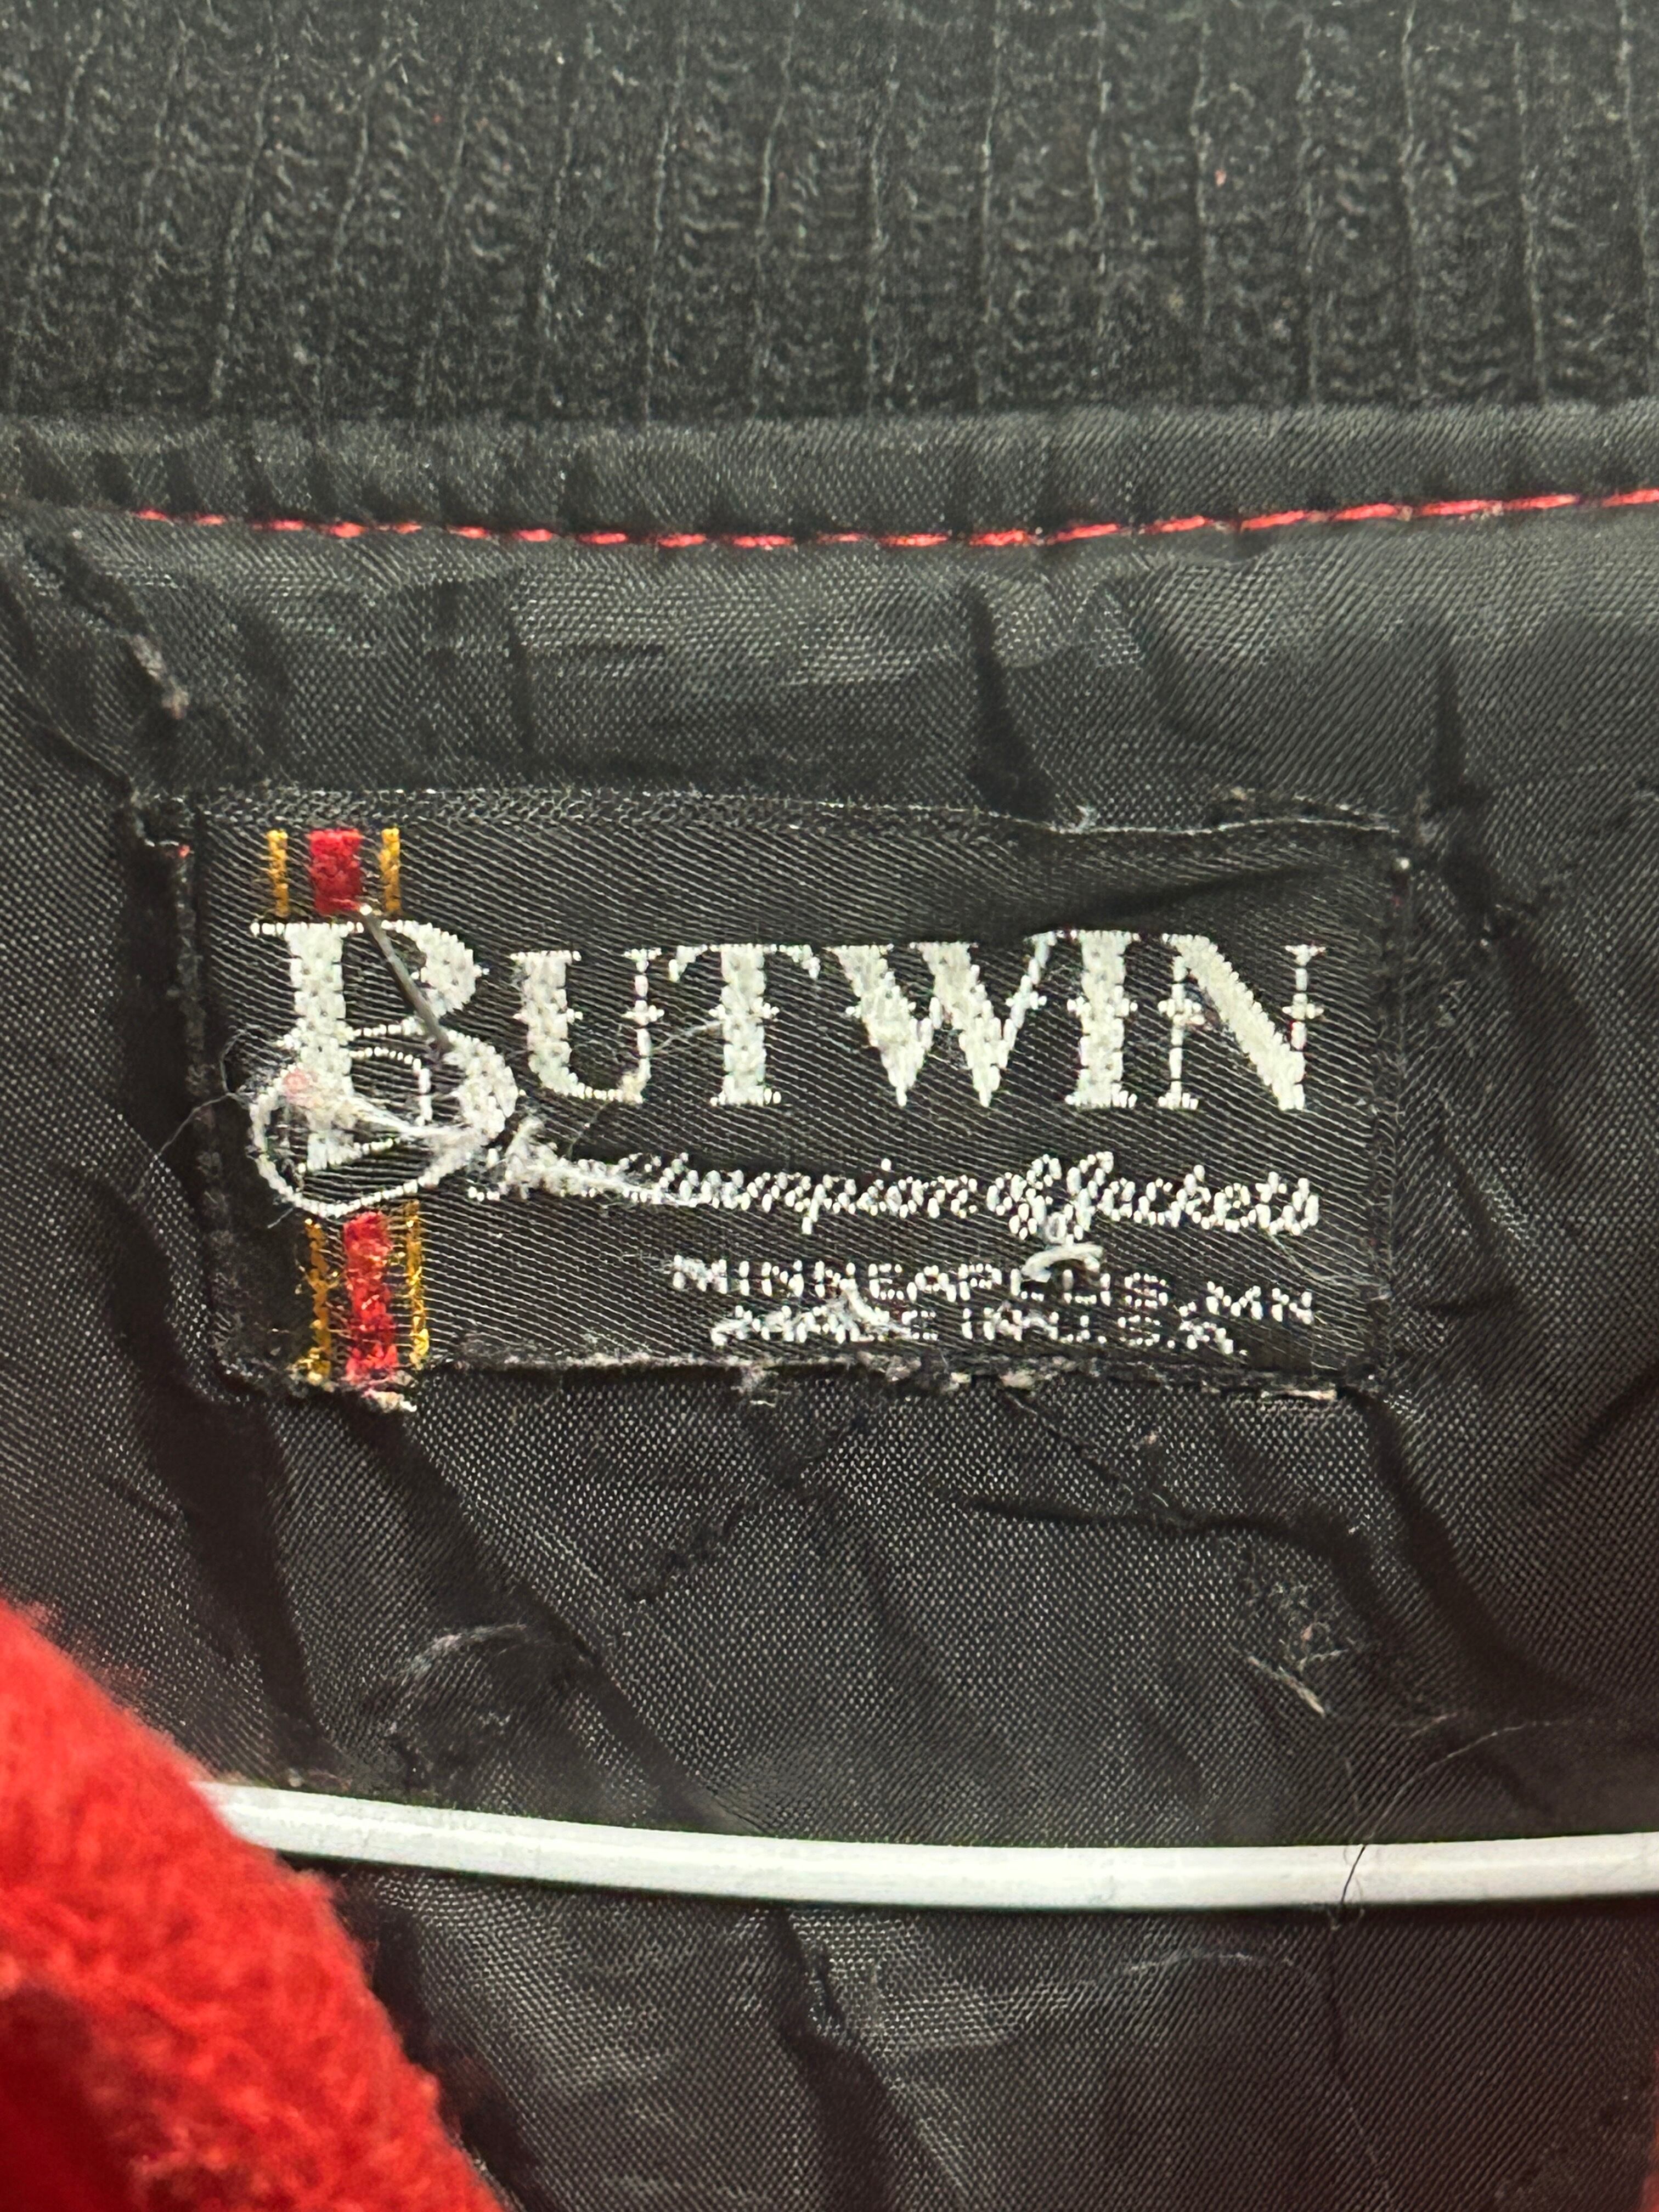 BUTWIN
The Champion of Jackets
MINNEAPOLIS, MN
MADE IN U.S.A.